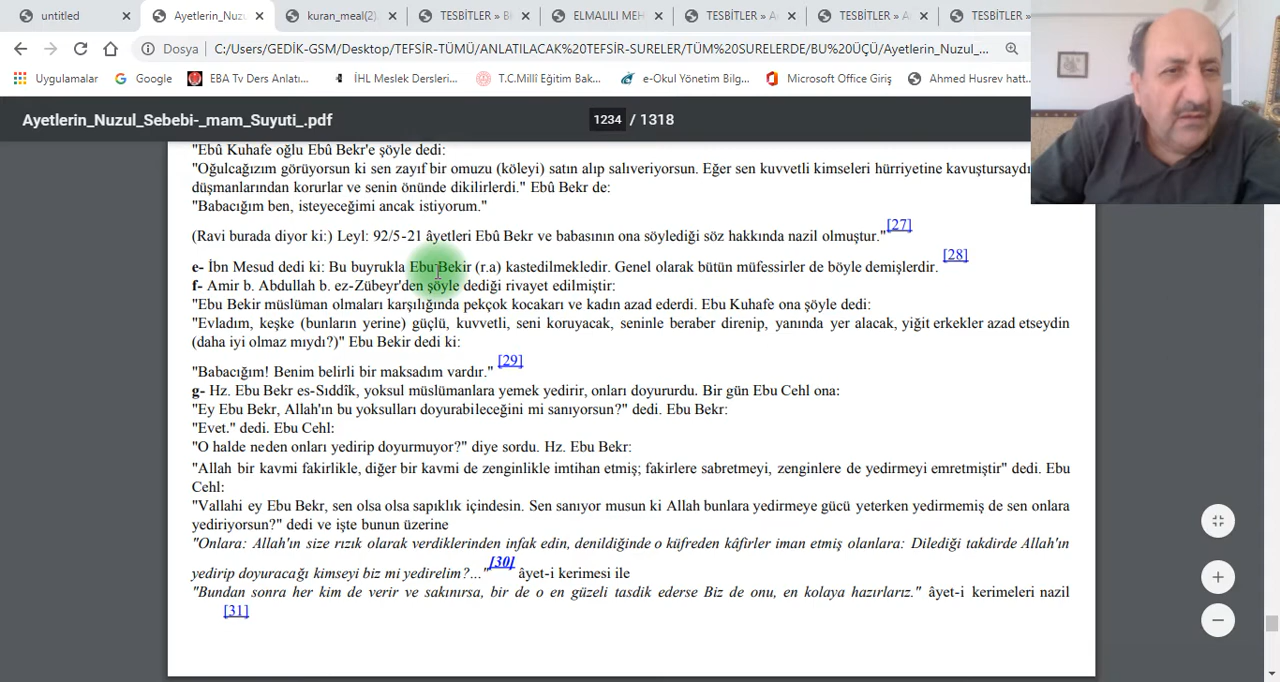 untitled
Ayetlerin_Nuzu
kuran_meal(2).
TESBİTLER » B
ELMALILI MEH
TESBİTLER » A
TESBİTLER » A
TESBİTLER »
Dosya C:/Users/GEDİK-GSM/Desktop/TEFSİR-TÜMÜ/ANLATILACAK%20TEFSİR-SURELER/TÜM%20SURELERDE/BU%20ÜÇÜ/Ayetlerin_Nuzul_...
Uygulamalar
Google
EBA Tv Ders Anlatı...
İHL Meslek Dersleri...
T.C.Millî Eğitim Bak...
e-Okul Yönetim Bilg...
Microsoft Office Giriş
Ahmed Husrev hatt...
Ayetlerin_Nuzul_Sebebi-_mam_Suyuti_.pdf
1234 / 1318
"Ebû Kuhafe oğlu Ebû Bekr'e şöyle dedi:
"Oğulcağızım görüyorsun ki sen zayıf bir omuzu (köleyi) satın alıp salıveriyorsun. Eğer sen kuvvetli kimseleri hürriyetine kavuştursaydı
düşmanlarından korurlar ve senin önünde dikilirlerdi." Ebû Bekr de:
"Babacığım ben, isteyeceğimi ancak istiyorum."
(Ravi burada diyor ki:) Leyl: 92/5-21 âyetleri Ebû Bekr ve babasının ona söylediği söz hakkında nazil olmuştur." [27]
e- İbn Mesud dedi ki: Bu buyrukla Ebu Bekir (r.a) kastedilmekledir. Genel olarak bütün müfessirler de böyle demişlerdir. [28]
f- Amir b. Abdullah b. ez-Zübeyr'den şöyle dediği rivayet edilmiştir:
"Ebu Bekir müslüman olmaları karşılığında pekçok kocakarı ve kadın azad ederdi. Ebu Kuhafe ona şöyle dedi:
"Evladım, keşke (bunların yerine) güçlü, kuvvetli, seni koruyacak, seninle beraber direnip, yanında yer alacak, yiğit erkekler azad etseydin
(daha iyi olmaz mıydı?)" Ebu Bekir dedi ki:
"Babacığım! Benim belirli bir maksadım vardır." [29]
g- Hz. Ebu Bekr es-Sıddîk, yoksul müslümanlara yemek yedirir, onları doyururdu. Bir gün Ebu Cehl ona:
"Ey Ebu Bekr, Allah'ın bu yoksulları doyurabileceğini mi sanıyorsun?" dedi. Ebu Bekr:
"Evet." dedi. Ebu Cehl:
"O halde neden onları yedirip doyurmuyor?" diye sordu. Hz. Ebu Bekr:
"Allah bir kavmi fakirlikle, diğer bir kavmi de zenginlikle imtihan etmiş; fakirlere sabretmeyi, zenginlere de yedirmeyi emretmiştir" dedi. Ebu
Cehl:
"Vallahi ey Ebu Bekr, sen olsa olsa sapıklık içindesin. Sen sanıyor musun ki Allah bunlara yedirmeye gücü yeterken yedirmemiş de sen onlara
yediriyorsun?" dedi ve işte bunun üzerine
"Onlara: Allah'ın size rızık olarak verdiklerinden infak edin, denildiğinde o küfreden kâfirler iman etmiş olanlara: Dilediği takdirde Allah'ın
yedirip doyuracağı kimseyi biz mi yedirelim?..." [30] âyet-i kerimesi ile
"Bundan sonra her kim de verir ve sakınırsa, bir de o en güzeli tasdik ederse Biz de onu, en kolaya hazırlarız." âyet-i kerimeleri nazil
[31]